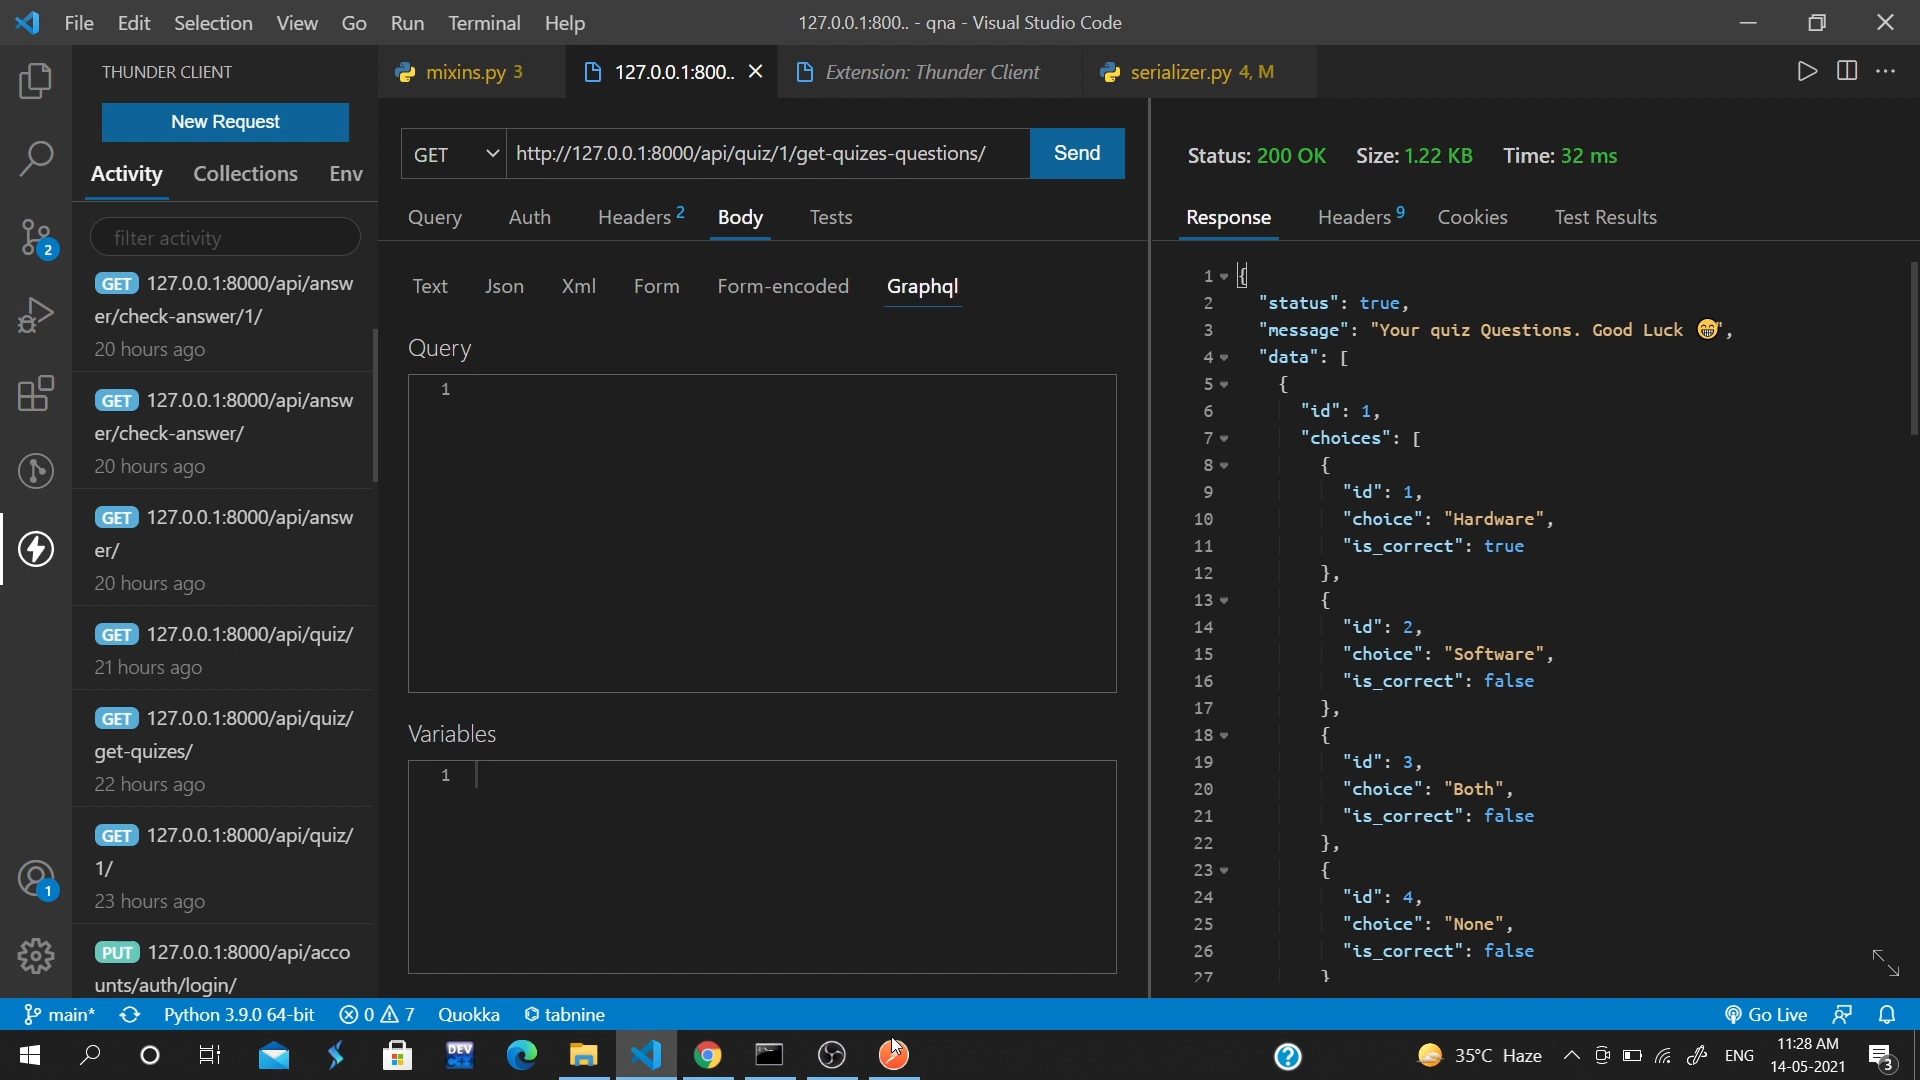 File Edit Selection View Go Run Terminal Help 127.0.0.1:800.. - qna - Visual Studio Code
THUNDER CLIENT
New Request
Activity Collections Env
filter activity
GET 127.0.0.1:8000/api/answ
er/check-answer/1/
20 hours ago
GET 127.0.0.1:8000/api/answ
er/check-answer/
20 hours ago
GET 127.0.0.1:8000/api/answ
er/
20 hours ago
GET 127.0.0.1:8000/api/quiz/
21 hours ago
GET 127.0.0.1:8000/api/quiz/
get-quizes/
22 hours ago
GET 127.0.0.1:8000/api/quiz/
1/
23 hours ago
PUT 127.0.0.1:8000/api/acco
unts/auth/login/
2
1
mixins.py 3 127.0.0.1:800.. Extension: Thunder Client serializer.py 4, M
GET http://127.0.0.1:8000/api/quiz/1/get-quizes-questions/ Send
Query Auth Headers 2 Body Tests
Text Json Xml Form Form-encoded Graphql
Query
1
Variables
1
Status: 200 OK Size: 1.22 KB Time: 32 ms
Response Headers 9 Cookies Test Results
1 {
2 "status": true,
3 "message": "Your quiz Questions. Good Luck 😁",
4 "data": [
5 {
6 "id": 1,
7 "choices": [
8 {
9 "id": 1,
10 "choice": "Hardware",
11 "is_correct": true
12 },
13 {
14 "id": 2,
15 "choice": "Software",
16 "is_correct": false
17 },
18 {
19 "id": 3,
20 "choice": "Both",
21 "is_correct": false
22 },
23 {
24 "id": 4,
25 "choice": "None",
26 "is_correct": false
27 }
main* Python 3.9.0 64-bit 0 7 Quokka tabnine Go Live
DEV C++ 35°C Haze ENG 11:28 AM
14-05-2021 3